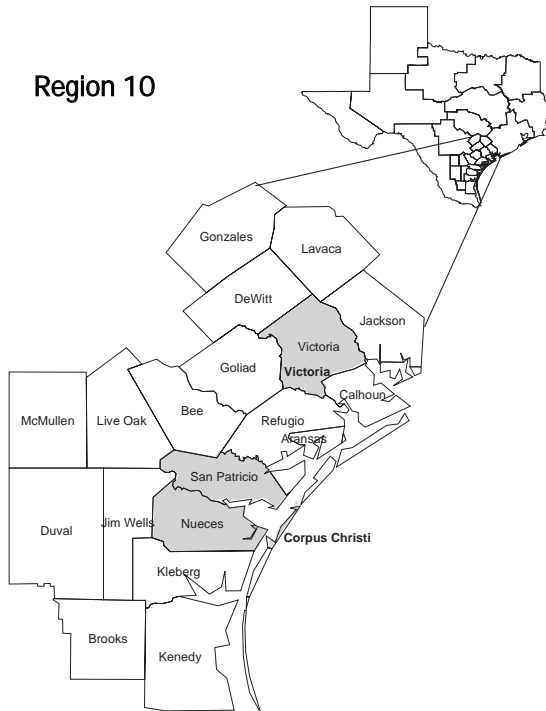 Region 10
Gonzales
Lavaca
DeWitt
Jackson
Victoria
Goliad
Victoria
Calhoun
Bee
McMullen
Live Oak
Refugio
Aransas
San Patricio
Jim Wells
Nueces
Duval
Corpus Christi
Kleberg
Brooks
Kenedy